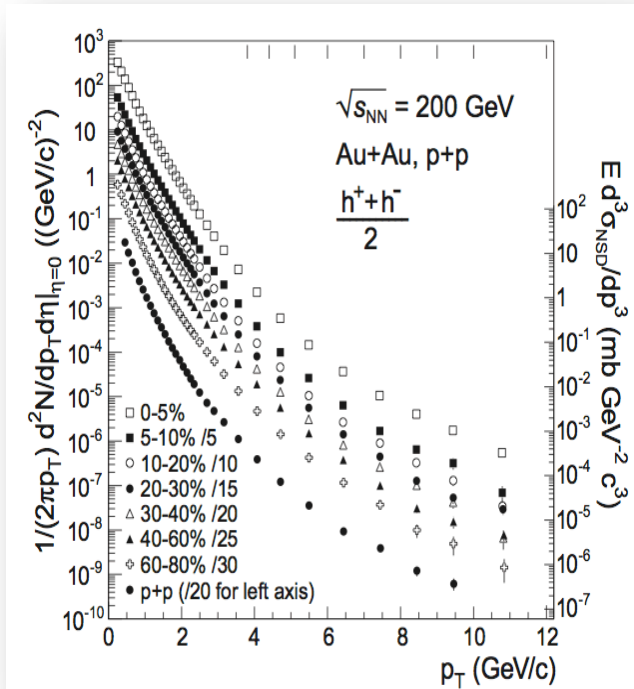 10³
10²
10
1
10⁻¹
10⁻²
10⁻³
10⁻⁴
10⁻⁵
10⁻⁶
10⁻⁷
10⁻⁸
10⁻⁹
10⁻¹⁰
1/(2πp_T) d²N/dp_Tdη|_η=0 ((GeV/c)⁻²)
√s_NN = 200 GeV
Au+Au, p+p
h⁺+h⁻
2
□ 0-5%
■ 5-10% /5
○ 10-20% /10
● 20-30% /15
△ 30-40% /20
▲ 40-60% /25
✧ 60-80% /30
● p+p (/20 for left axis)
10²
10
1
10⁻¹
10⁻²
10⁻³
10⁻⁴
10⁻⁵
10⁻⁶
10⁻⁷
E d³σ_NSD/dp³ (mb GeV⁻² c³)
0 2 4 6 8 10 12
p_T (GeV/c)